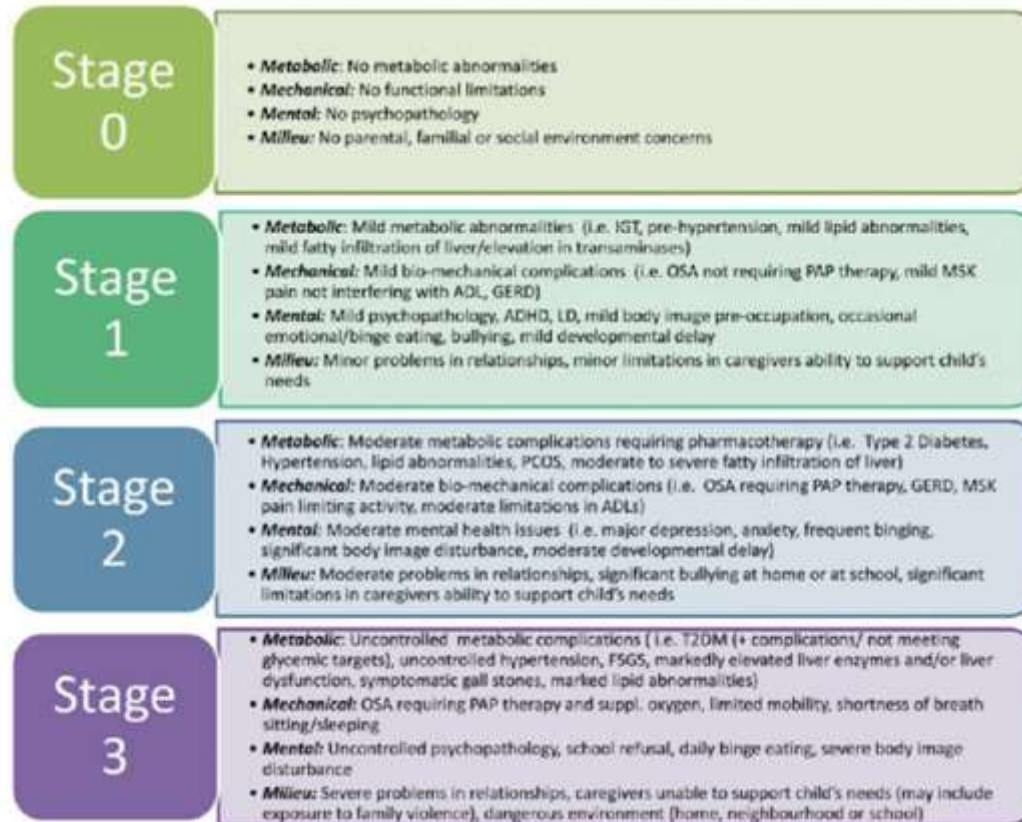 Stage
0
• Metabolic: No metabolic abnormalities
• Mechanical: No functional limitations
• Mental: No psychopathology
• Milieu: No parental, familial or social environment concerns
Stage
1
• Metabolic: Mild metabolic abnormalities (i.e. IGT, pre-hypertension, mild lipid abnormalities,
mild fatty infiltration of liver/elevation in transaminases)
• Mechanical: Mild bio-mechanical complications (i.e. OSA not requiring PAP therapy, mild MSK
pain not interfering with ADL, GERD)
• Mental: Mild psychopathology, ADHD, LD, mild body image pre-occupation, occasional
emotional/binge eating, bullying, mild developmental delay
• Milieu: Minor problems in relationships, minor limitations in caregivers ability to support child's
needs
Stage
2
• Metabolic: Moderate metabolic complications requiring pharmacotherapy (i.e. Type 2 Diabetes,
Hypertension, lipid abnormalities, PCOS, moderate to severe fatty infiltration of liver)
• Mechanical: Moderate bio-mechanical complications (i.e. OSA requiring PAP therapy, GERD, MSK
pain limiting activity, moderate limitations in ADLs)
• Mental: Moderate mental health issues (i.e. major depression, anxiety, frequent binging,
significant body image disturbance, moderate developmental delay)
• Milieu: Moderate problems in relationships, significant bullying at home or at school, significant
limitations in caregivers ability to support child's needs
Stage
3
• Metabolic: Uncontrolled metabolic complications ( i.e. T2DM (+ complications/ not meeting
glycemic targets), uncontrolled hypertension, FSGS, markedly elevated liver enzymes and/or liver
dysfunction, symptomatic gall stones, marked lipid abnormalities)
• Mechanical: OSA requiring PAP therapy and suppl. oxygen, limited mobility, shortness of breath
sitting/sleeping
• Mental: Uncontrolled psychopathology, school refusal, daily binge eating, severe body image
disturbance
• Milieu: Severe problems in relationships, caregivers unable to support child's needs (may include
exposure to family violence), dangerous environment (home, neighbourhood or school)